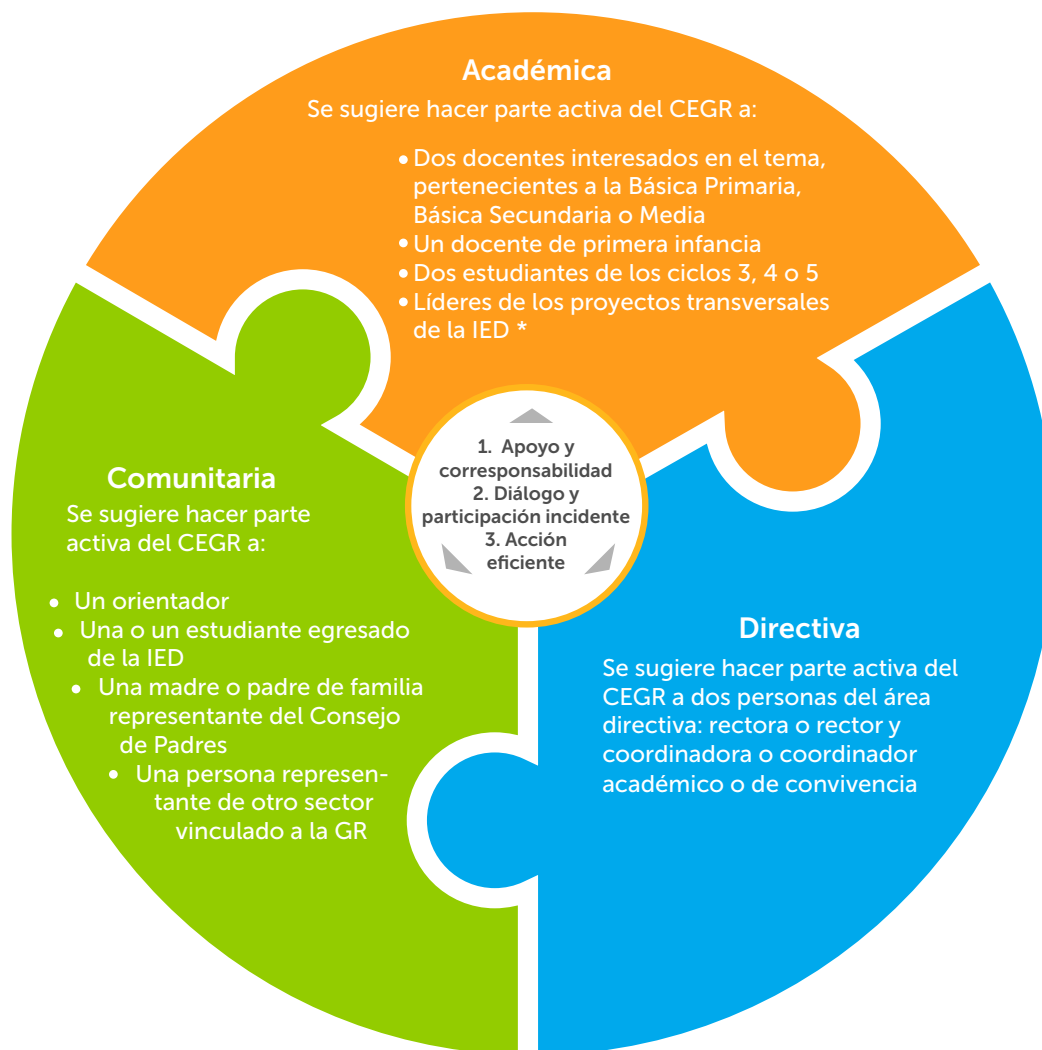 Académica
Se sugiere hacer parte activa del CEGR a:
• Dos docentes interesados en el tema,
pertenecientes a la Básica Primaria,
Básica Secundaria o Media
• Un docente de primera infancia
• Dos estudiantes de los ciclos 3, 4 o 5
• Líderes de los proyectos transversales
de la IED *
1. Apoyo y
corresponsabilidad
2. Diálogo y
participación incidente
3. Acción
eficiente
Comunitaria
Se sugiere hacer parte
activa del CEGR a:
• Un orientador
• Una o un estudiante egresado
de la IED
• Una madre o padre de familia
representante del Consejo
de Padres
• Una persona represen-
tante de otro sector
vinculado a la GR
Directiva
Se sugiere hacer parte activa del
CEGR a dos personas del área
directiva: rectora o rector y
coordinadora o coordinador
académico o de convivencia